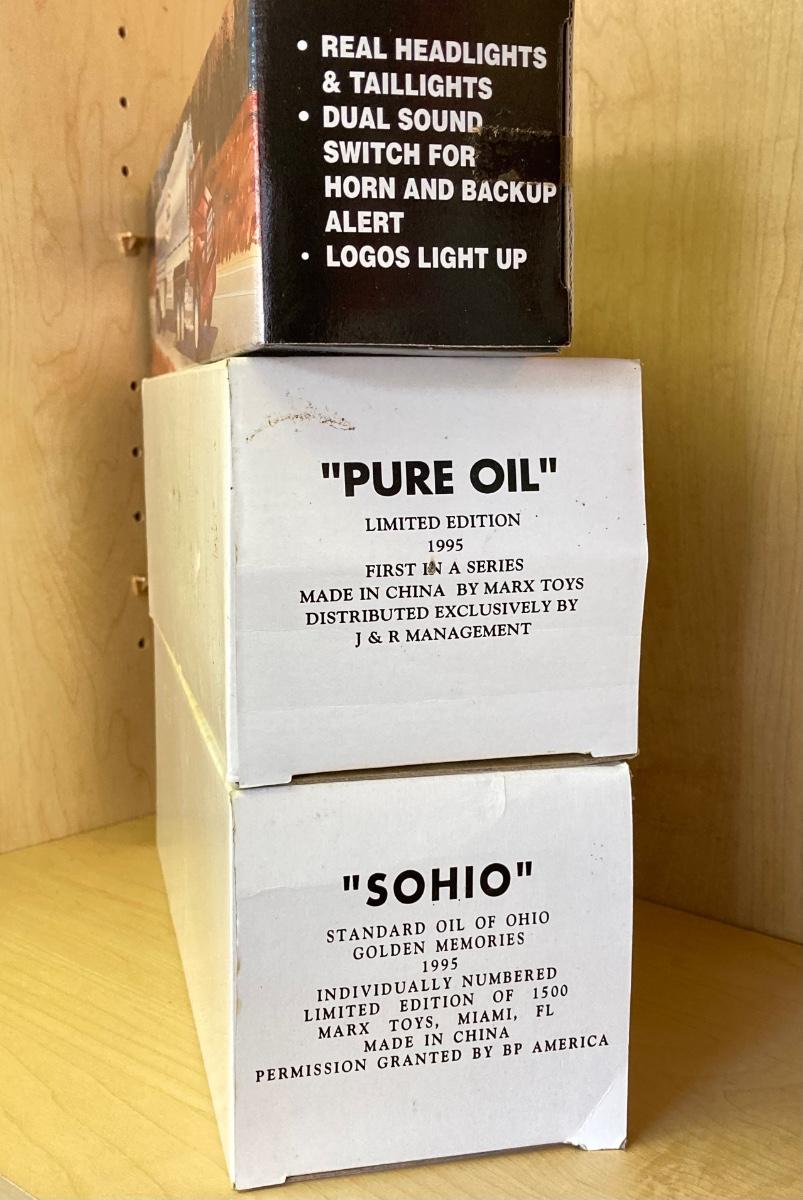 • REAL HEADLIGHTS
& TAILLIGHTS
• DUAL SOUND
SWITCH FOR
HORN AND BACKUP
ALERT
• LOGOS LIGHT UP
"PURE OIL"
LIMITED EDITION
1995
FIRST IN A SERIES
MADE IN CHINA BY MARX TOYS
DISTRIBUTED EXCLUSIVELY BY
J & R MANAGEMENT
"SOHIO"
STANDARD OIL OF OHIO
GOLDEN MEMORIES
1995
INDIVIDUALLY NUMBERED
LIMITED EDITION OF 1500
MARX TOYS, MIAMI, FL
MADE IN CHINA
PERMISSION GRANTED BY BP AMERICA